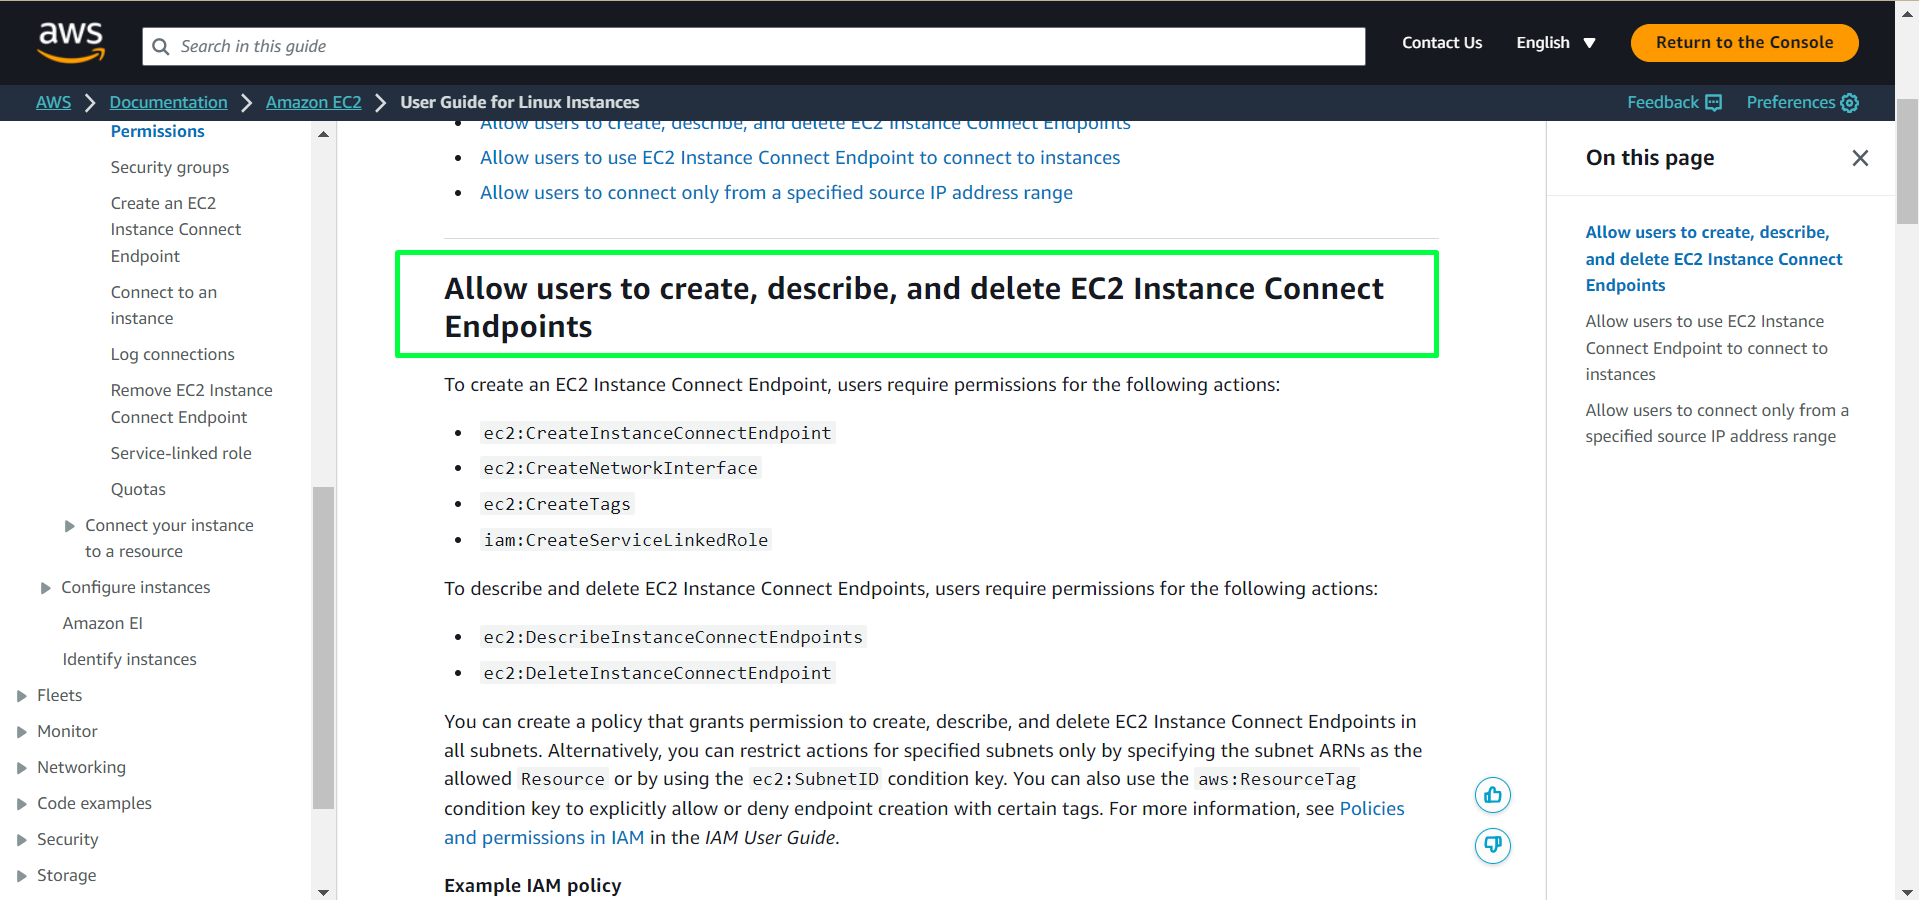 aws
Search in this guide
Contact Us
English
Return to the Console
AWS
Documentation
Amazon EC2
User Guide for Linux Instances
Feedback
Preferences
Permissions
Security groups
Create an EC2
Instance Connect
Endpoint
Connect to an
instance
Log connections
Remove EC2 Instance
Connect Endpoint
Service-linked role
Quotas
Connect your instance
to a resource
Configure instances
Amazon EI
Identify instances
Fleets
Monitor
Networking
Code examples
Security
Storage
Allow users to create, describe, and delete EC2 Instance Connect Endpoints
Allow users to use EC2 Instance Connect Endpoint to connect to instances
Allow users to connect only from a specified source IP address range
Allow users to create, describe, and delete EC2 Instance Connect
Endpoints
To create an EC2 Instance Connect Endpoint, users require permissions for the following actions:
ec2:CreateInstanceConnectEndpoint
ec2:CreateNetworkInterface
ec2:CreateTags
iam:CreateServiceLinkedRole
To describe and delete EC2 Instance Connect Endpoints, users require permissions for the following actions:
ec2:DescribeInstanceConnectEndpoints
ec2:DeleteInstanceConnectEndpoint
You can create a policy that grants permission to create, describe, and delete EC2 Instance Connect Endpoints in
all subnets. Alternatively, you can restrict actions for specified subnets only by specifying the subnet ARNs as the
allowed Resource or by using the ec2:SubnetID condition key. You can also use the aws:ResourceTag
condition key to explicitly allow or deny endpoint creation with certain tags. For more information, see Policies
and permissions in IAM in the IAM User Guide.
Example IAM policy
On this page
Allow users to create, describe,
and delete EC2 Instance Connect
Endpoints
Allow users to use EC2 Instance
Connect Endpoint to connect to
instances
Allow users to connect only from a
specified source IP address range